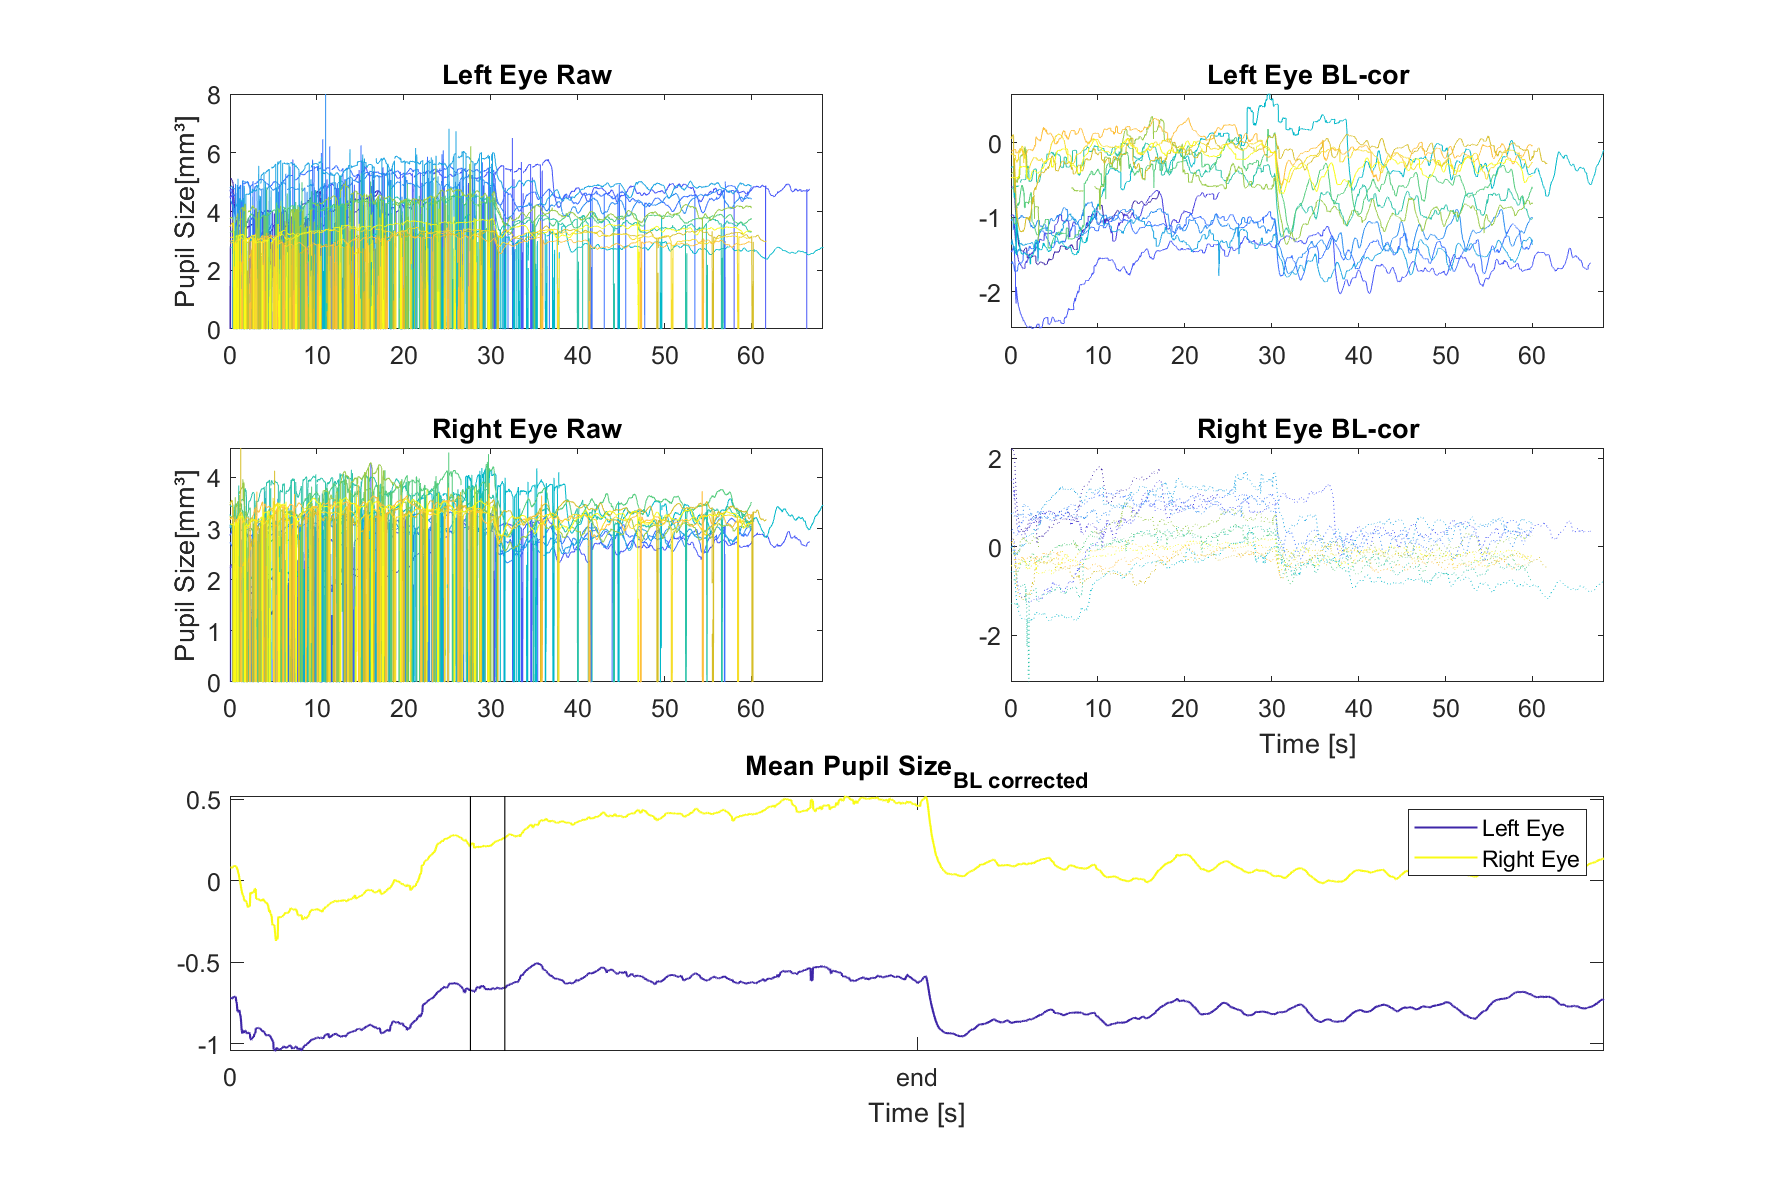 Left Eye Raw
Pupil Size[mm³]
8
6
4
2
0
0 10 20 30 40 50 60
Left Eye BL-cor
0
-1
-2
0 10 20 30 40 50 60
Right Eye Raw
Pupil Size[mm³]
4
3
2
1
0
0 10 20 30 40 50 60
Right Eye BL-cor
2
0
-2
0 10 20 30 40 50 60
Time [s]
Mean Pupil Size BL corrected
0.5
0
-0.5
-1
Left Eye
Right Eye
0 end
Time [s]